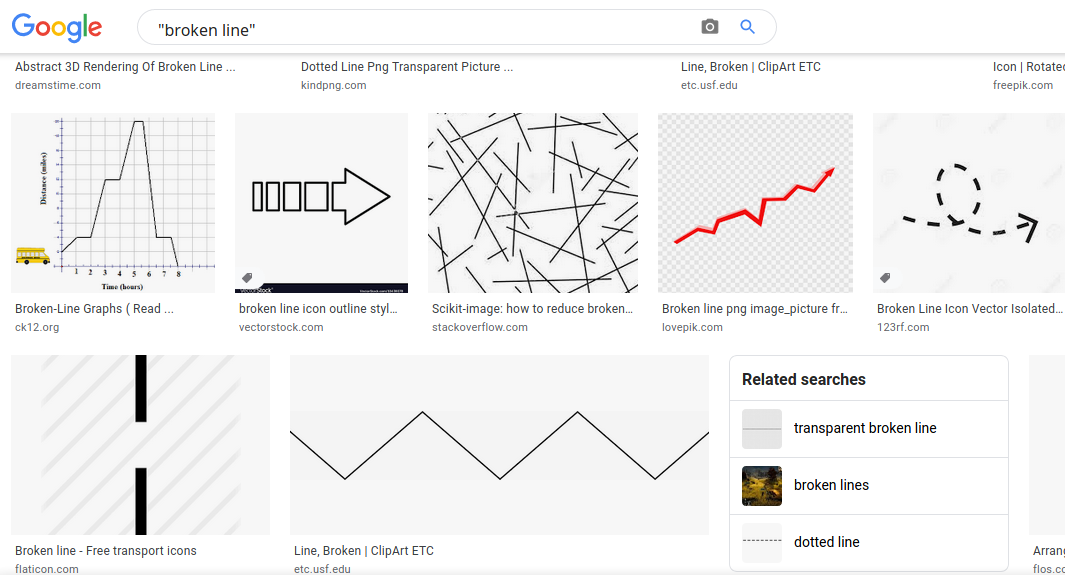 Google
"broken line"
Abstract 3D Rendering Of Broken Line ...
dreamstime.com
Dotted Line Png Transparent Picture ...
kindpng.com
Line, Broken | ClipArt ETC
etc.usf.edu
Icon | Rotated
freepik.com
Distance (miles)
1 2 3 4 5 6 7 8
Time (hours)
Broken-Line Graphs ( Read ...
ck12.org
VectorStock
broken line icon outline styl...
vectorstock.com
Scikit-image: how to reduce broken...
stackoverflow.com
Broken line png image_picture fr...
lovepik.com
Broken Line Icon Vector Isolated...
123rf.com
Broken line - Free transport icons
flaticon.com
Line, Broken | ClipArt ETC
etc.usf.edu
Related searches
transparent broken line
broken lines
dotted line
Arran
flos.co